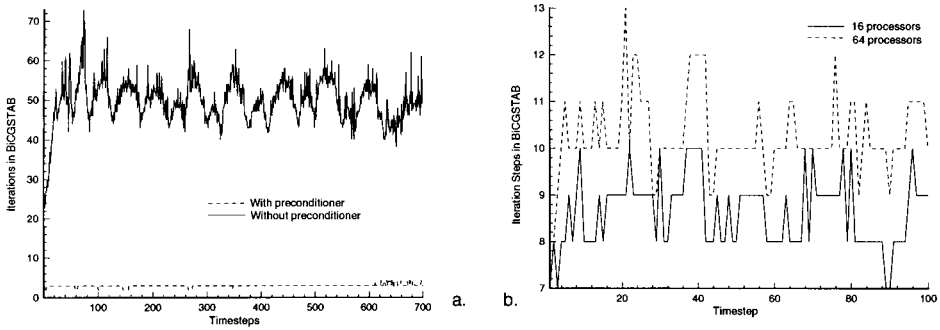 Iterations in BiCGSTAB
70
60
50
40
30
20
10
0
With preconditioner
Without preconditioner
0
100
200
300
400
500
600
700
Timesteps
a.
b.
Iteration Steps in BiCGSTAB
13
12
11
10
9
8
7
16 processors
64 processors
20
40
60
80
100
Timestep